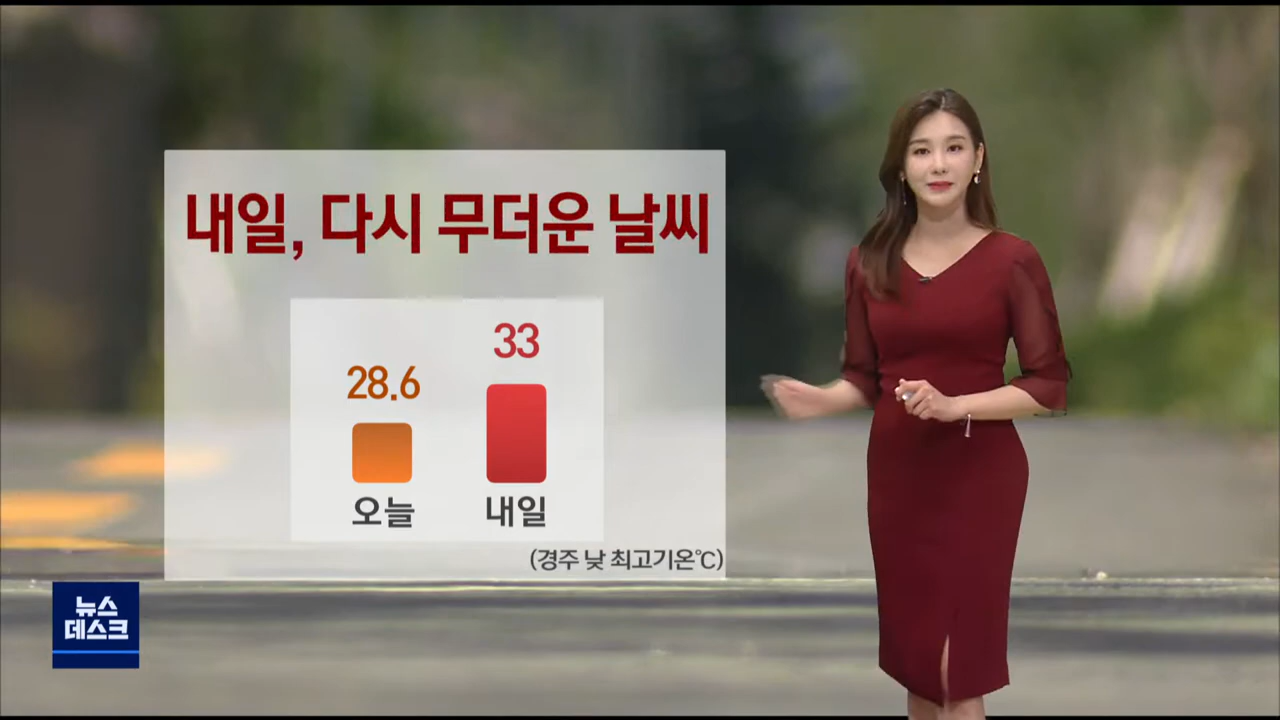 내일, 다시 무더운 날씨
28.6
33
오늘
내일
(경주 낮 최고기온℃)
뉴스
데스크